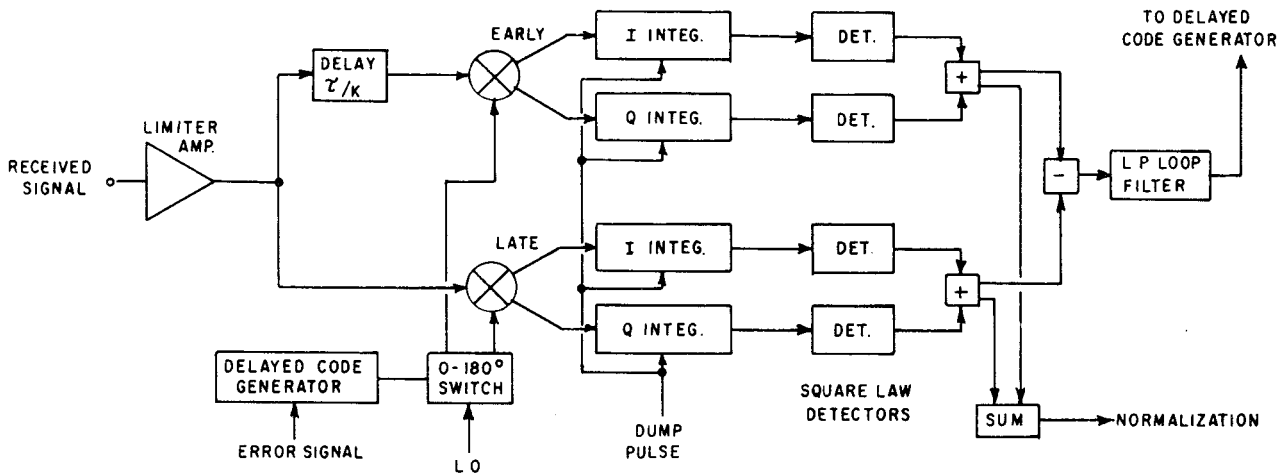 TO DELAYED
CODE GENERATOR
EARLY
I INTEG.
DET.
DELAY
τ/K
+
Q INTEG.
DET.
LIMITER
AMP.
RECEIVED
SIGNAL
−
L P LOOP
FILTER
LATE
I INTEG.
DET.
+
Q INTEG.
DET.
DELAYED CODE
GENERATOR
0-180°
SWITCH
SQUARE LAW
DETECTORS
SUM
NORMALIZATION
ERROR SIGNAL
LO
DUMP
PULSE